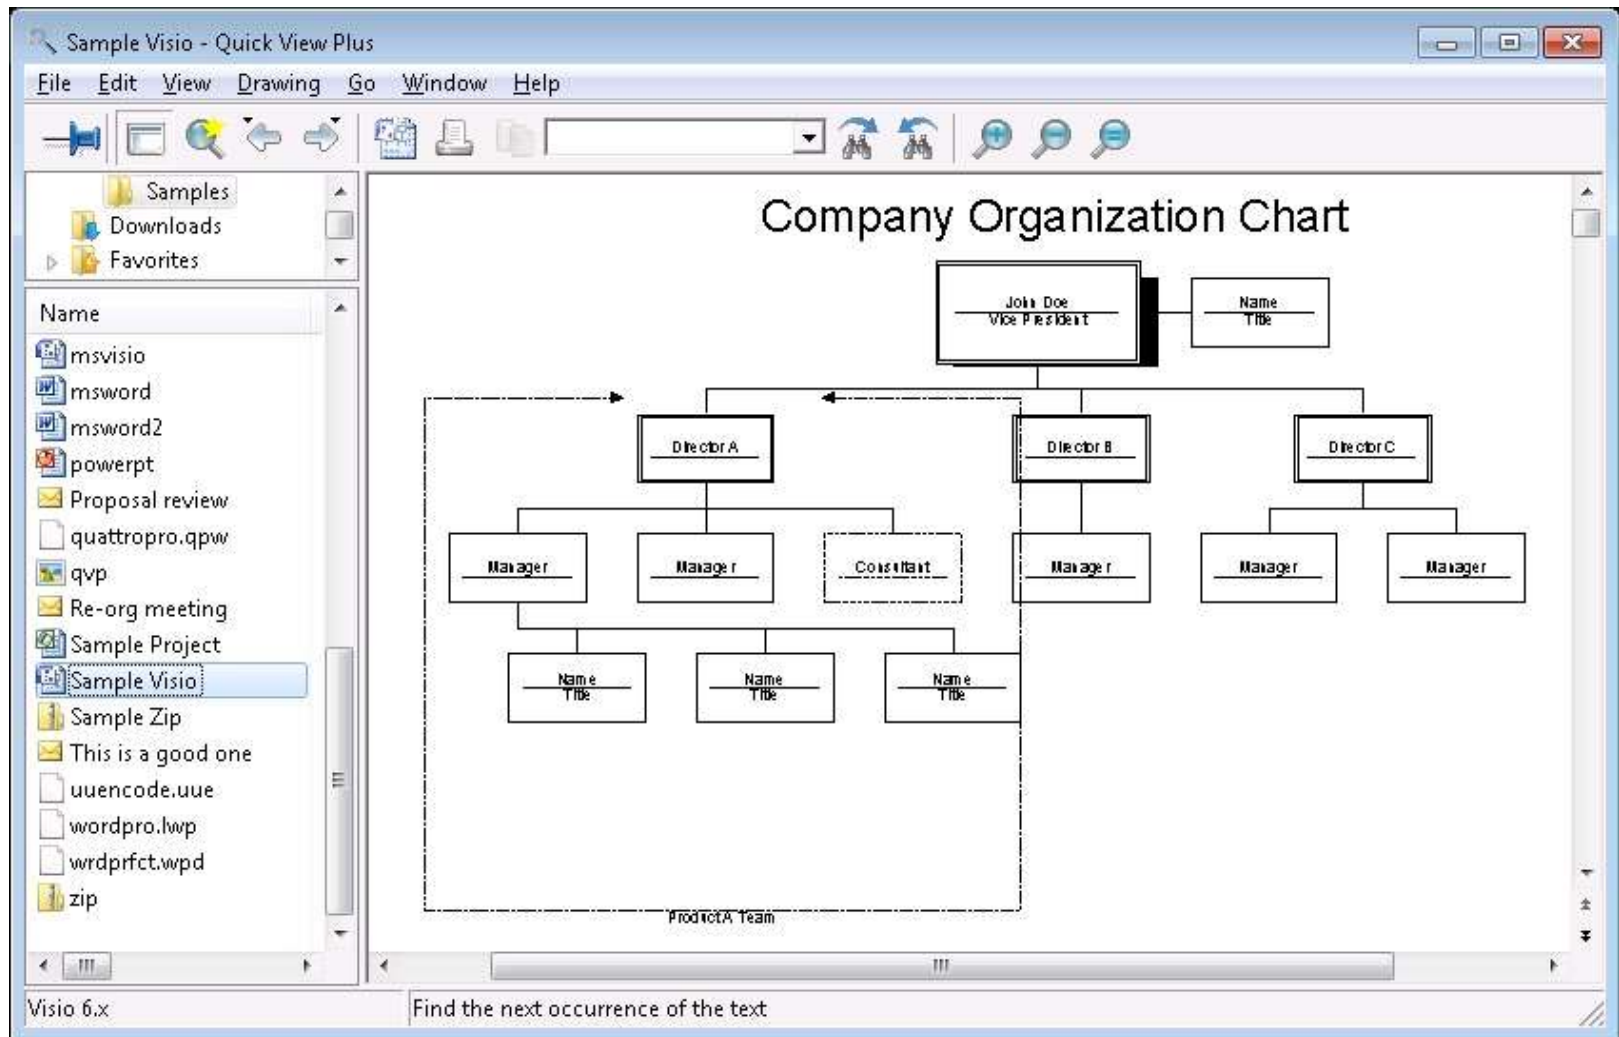 Sample Visio - Quick View Plus
File Edit View Drawing Go Window Help
Samples
Downloads
Favorites
Name
msvisio
msword
msword2
powerpt
Proposal review
quattropro.qpw
qvp
Re-org meeting
Sample Project
Sample Visio
Sample Zip
This is a good one
uuencode.uue
wordpro.lwp
wrdprfct.wpd
zip
Company Organization Chart
John Doe
Vice President
Name
Title
Director A
Director B
Director C
Manager
Manager
Consultant
Manager
Manager
Manager
Name
Title
Name
Title
Name
Title
Product A Team
Visio 6.x
Find the next occurrence of the text